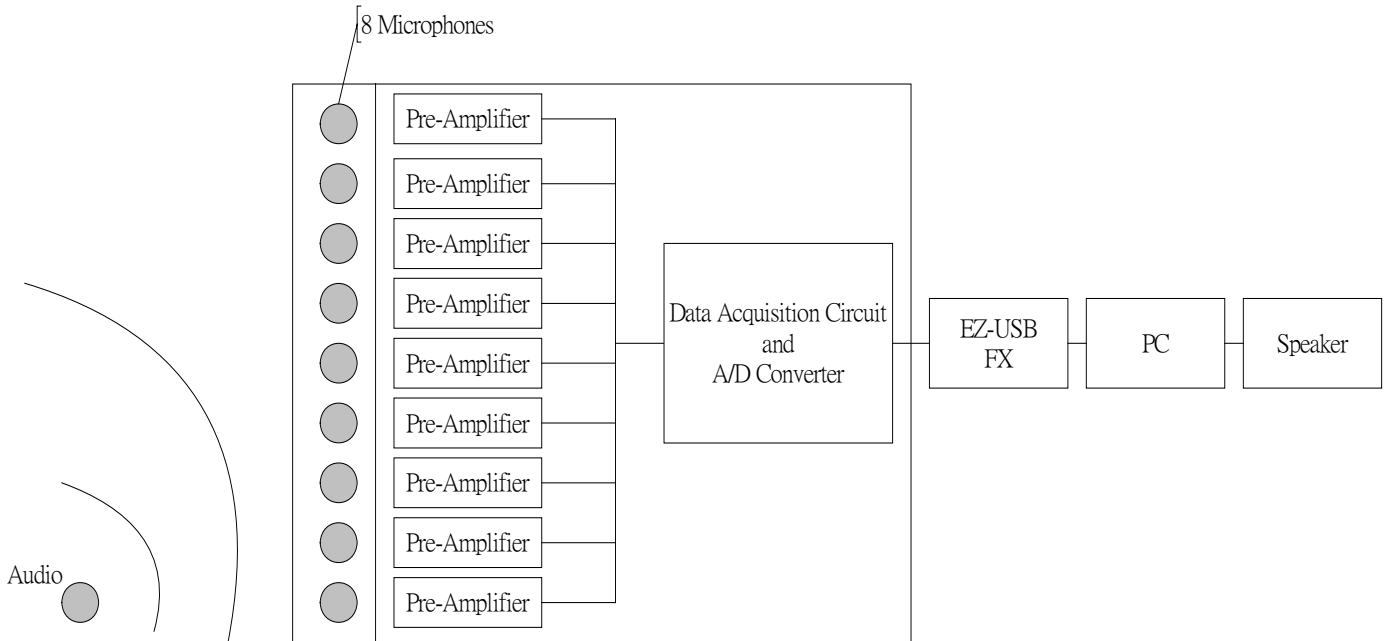 8 Microphones
Pre-Amplifier
Pre-Amplifier
Pre-Amplifier
Pre-Amplifier
Pre-Amplifier
Pre-Amplifier
Pre-Amplifier
Pre-Amplifier
Pre-Amplifier
Data Acquisition Circuit
and
A/D Converter
EZ-USB
FX
PC
Speaker
Audio